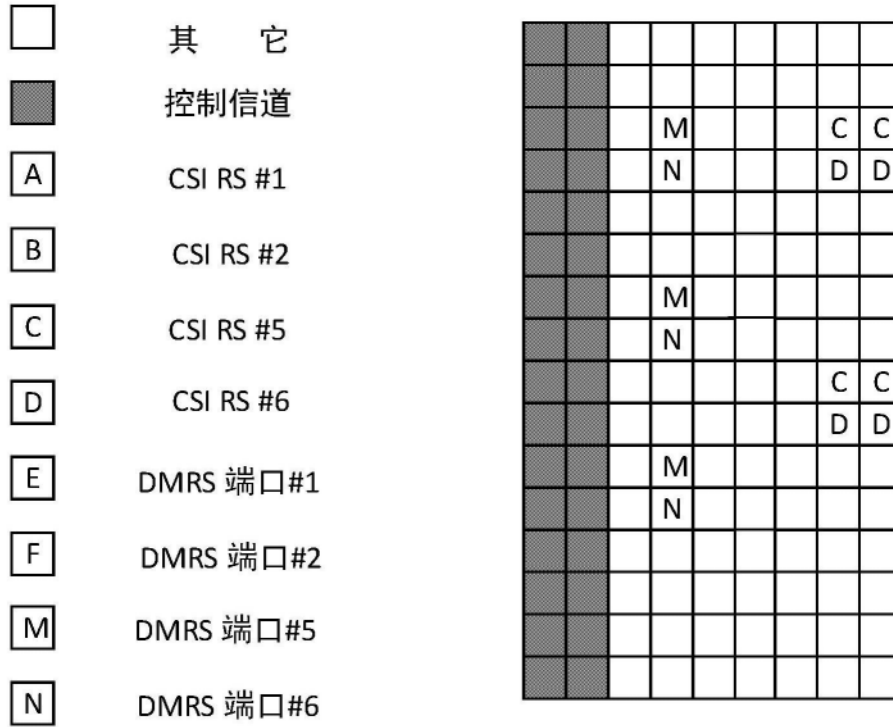 其 它
控制信道
A CSI RS #1
B CSI RS #2
C CSI RS #5
D CSI RS #6
E DMRS 端口#1
F DMRS 端口#2
M DMRS 端口#5
N DMRS 端口#6
M C C
N D D
M
N
C C
D D
M
N